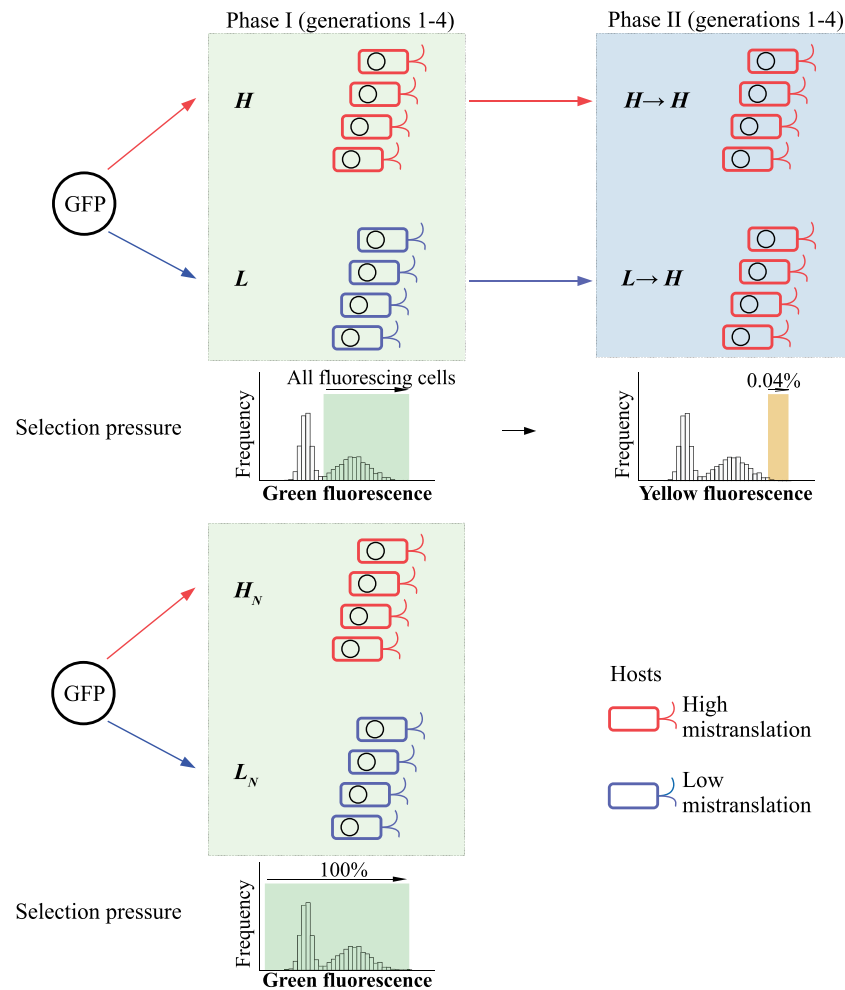 Phase I (generations 1-4)
Phase II (generations 1-4)
H
H→ H
GFP
L
L→ H
All fluorescing cells
0.04%
Selection pressure
Frequency
Frequency
Green fluorescence
Yellow fluorescence
H_N
GFP
Hosts
High
mistranslation
L_N
Low
mistranslation
100%
Selection pressure
Frequency
Green fluorescence